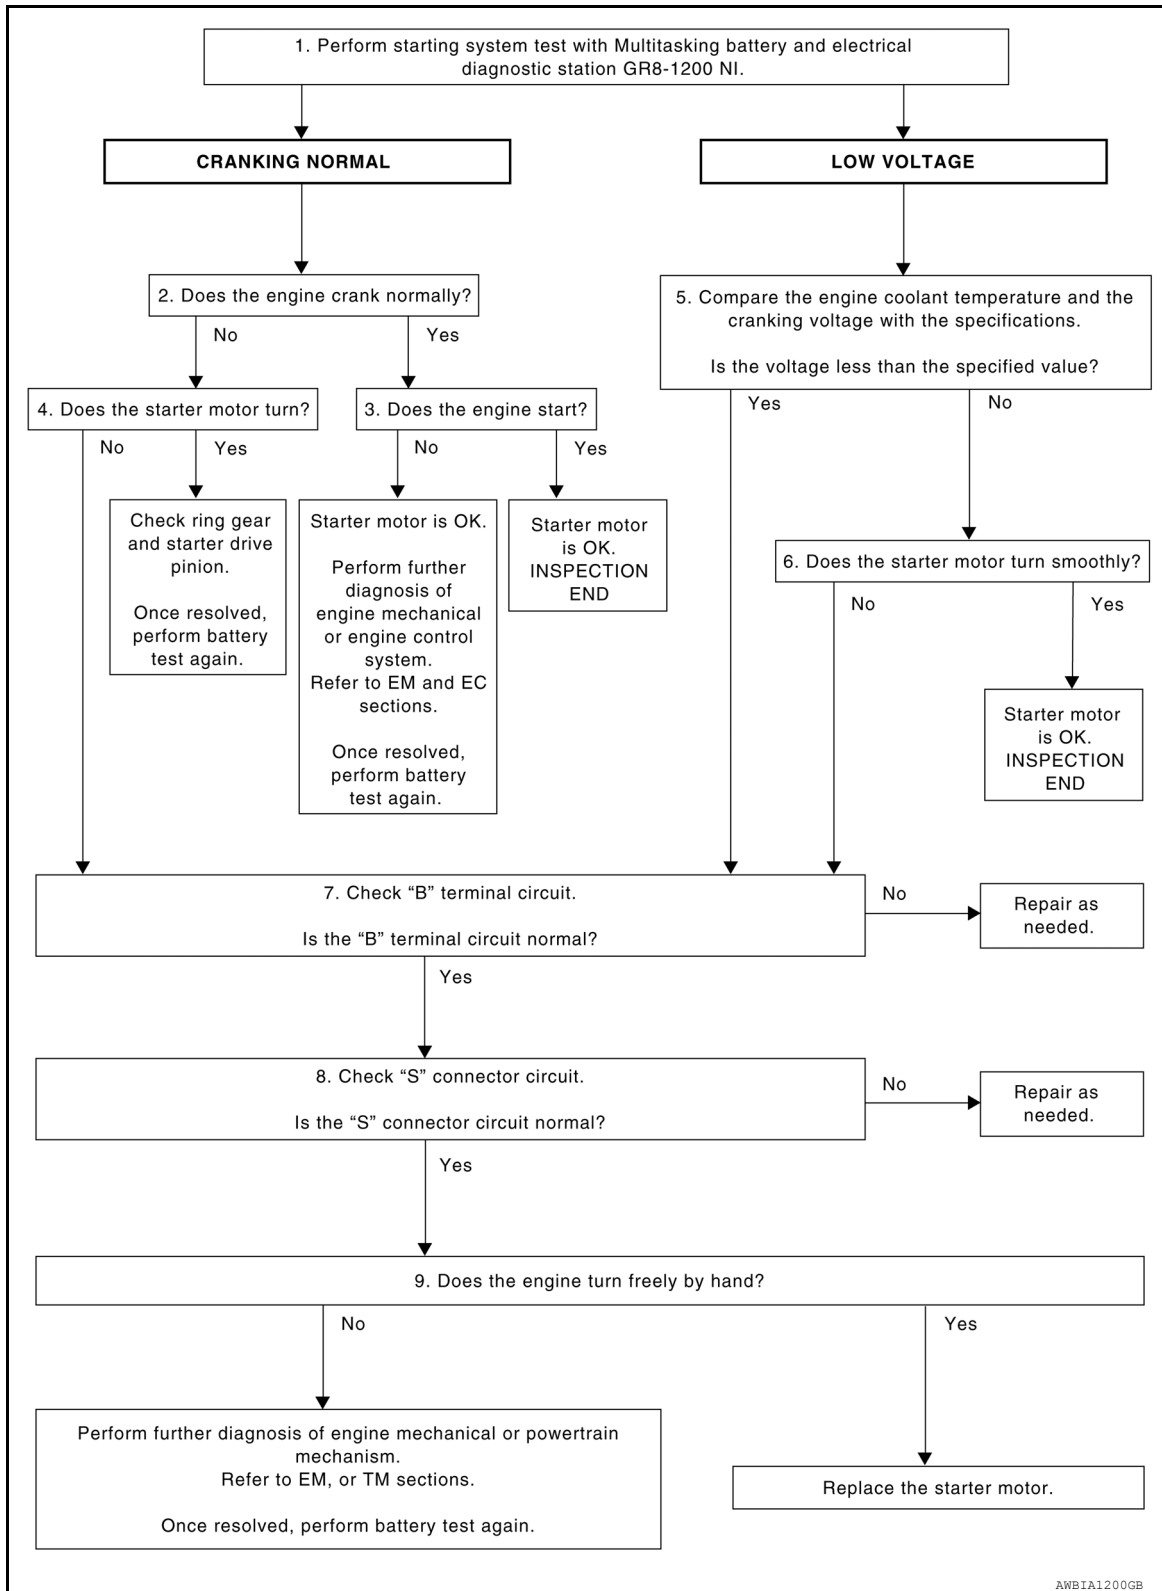 1. Perform starting system test with Multitasking battery and electrical
diagnostic station GR8-1200 NI.
CRANKING NORMAL
LOW VOLTAGE
2. Does the engine crank normally?
No
Yes
5. Compare the engine coolant temperature and the
cranking voltage with the specifications.
Is the voltage less than the specified value?
Yes
No
4. Does the starter motor turn?
No
Yes
3. Does the engine start?
No
Yes
Check ring gear
and starter drive
pinion.
Once resolved,
perform battery
test again.
Starter motor is OK.
Perform further
diagnosis of
engine mechanical
or engine control
system.
Refer to EM and EC
sections.
Once resolved,
perform battery
test again.
Starter motor
is OK.
INSPECTION
END
6. Does the starter motor turn smoothly?
No
Yes
Starter motor
is OK.
INSPECTION
END
7. Check “B” terminal circuit.
Is the “B” terminal circuit normal?
No
Repair as
needed.
Yes
8. Check “S” connector circuit.
Is the “S” connector circuit normal?
No
Repair as
needed.
Yes
9. Does the engine turn freely by hand?
No
Yes
Perform further diagnosis of engine mechanical or powertrain
mechanism.
Refer to EM, or TM sections.
Once resolved, perform battery test again.
Replace the starter motor.
AWBIA1200GB